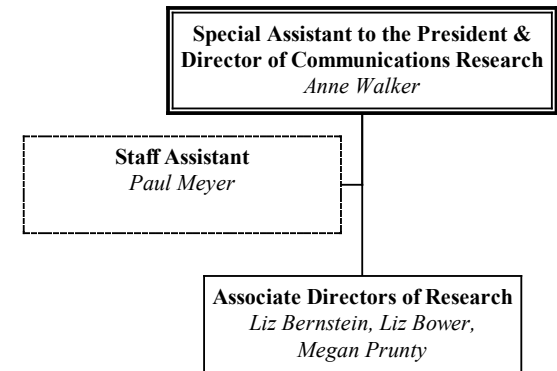 Special Assistant to the President &
Director of Communications Research
Anne Walker
Staff Assistant
Paul Meyer
Associate Directors of Research
Liz Bernstein, Liz Bower,
Megan Prunty